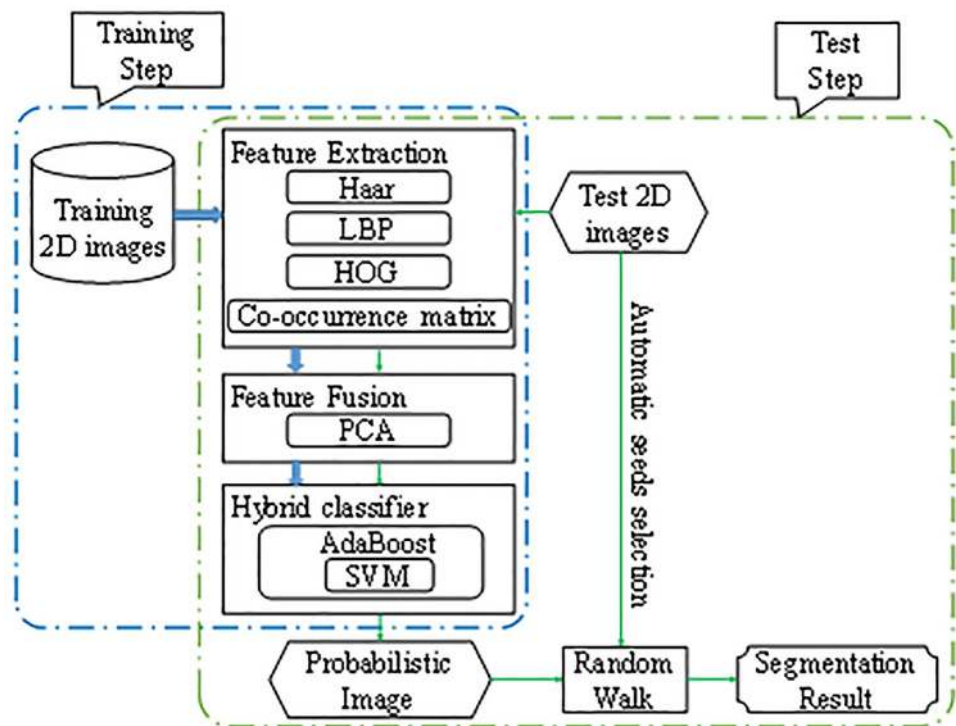 Training
Step
Test
Step
Training
2D images
Feature Extraction
Haar
LBP
HOG
Co-occurrence matrix
Test 2D
images
Automatic seeds selection
Feature Fusion
PCA
Hybrid classifier
AdaBoost
SVM
Probabilistic
Image
Random
Walk
Segmentation
Result